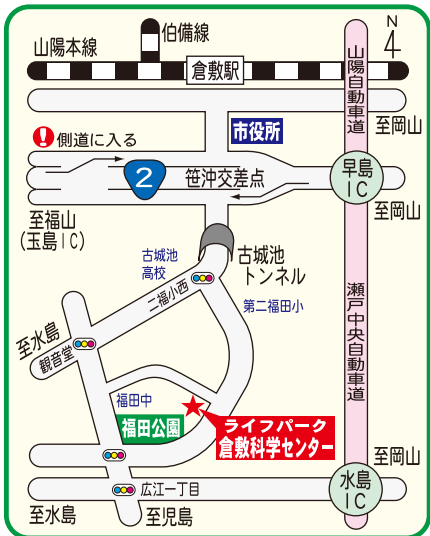 伯備線
N
4
山陽本線
倉敷駅
山陽自動車道
至岡山
市役所
!
側道に入る
2
笹沖交差点
早島
IC
至岡山
至福山
(玉島IC)
古城池
高校
古城池
トンネル
二福小西
第二福田小
瀬戸中央自動車道
至水島
観音堂
福田中
福田公園
ライフパーク
倉敷科学センター
至岡山
水島
IC
広江一丁目
至水島
至児島